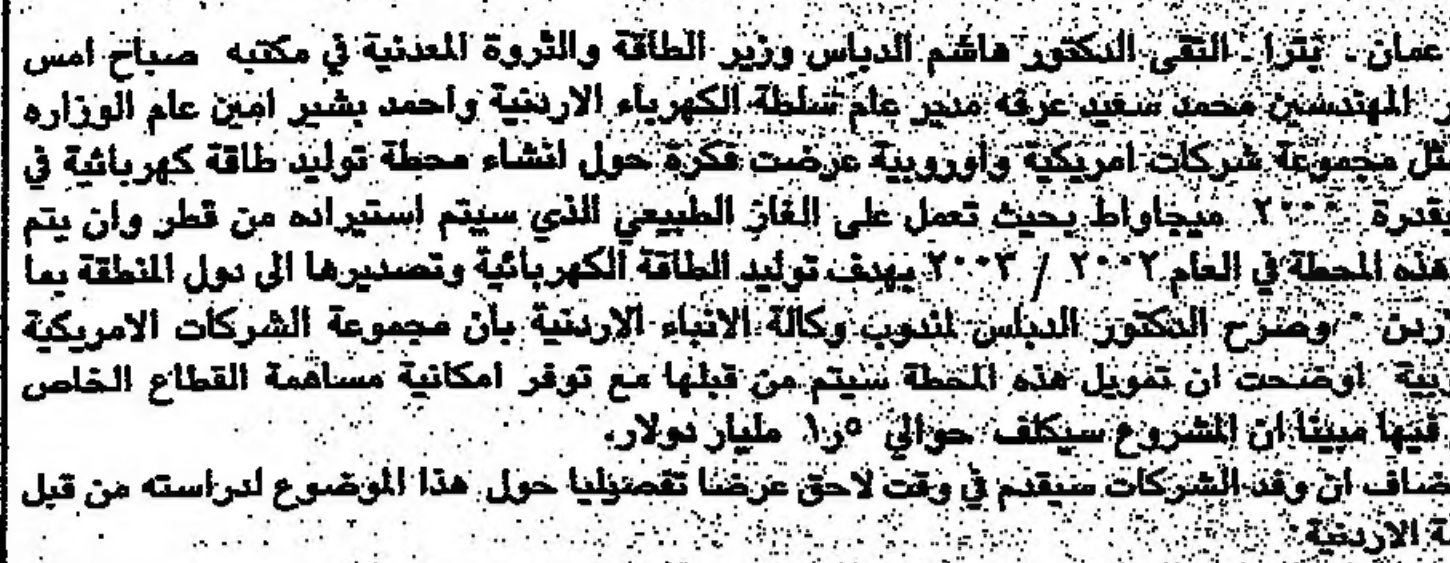 عمان ـ بترا ـ التقى الدكتور هاشم الدباس وزير الطاقة والثروة المعدنية في مكتبه صباح امس
المهندسين محمد سعيد عرفه مدير عام سلطة الكهرباء الاردنية واحمد بشير امين عام الوزاره
مجموعة شركات امريكية واوروبية عرضت فكرة حول انشاء محطة توليد طاقة كهربائية في
بقدرة ٢٠٠٠ ميجاواط بحيث تعمل على الغاز الطبيعي الذي سيتم استيراده من قطر وان يتم
هذه المحطة في العام ٢٠٠٢ / ٢٠٠٣ بهدف توليد الطاقة الكهربائية وتصديرها الى دول المنطقة بما
وصرح الدكتور الدباس لمندوب وكالة الانباء الاردنية بان مجموعة الشركات الامريكية
اوضحت ان تمويل هذه المحطة سيتم من قبلها مع توفر امكانية مساهمة القطاع الخاص
فيها مبينا ان المشروع سيكلف حوالي ٥ر١ مليار دولار.
ضاف ان وفد الشركات سيقدم في وقت لاحق عرضا تفصيليا حول هذا الموضوع لدراسته من قبل
ة الاردنية